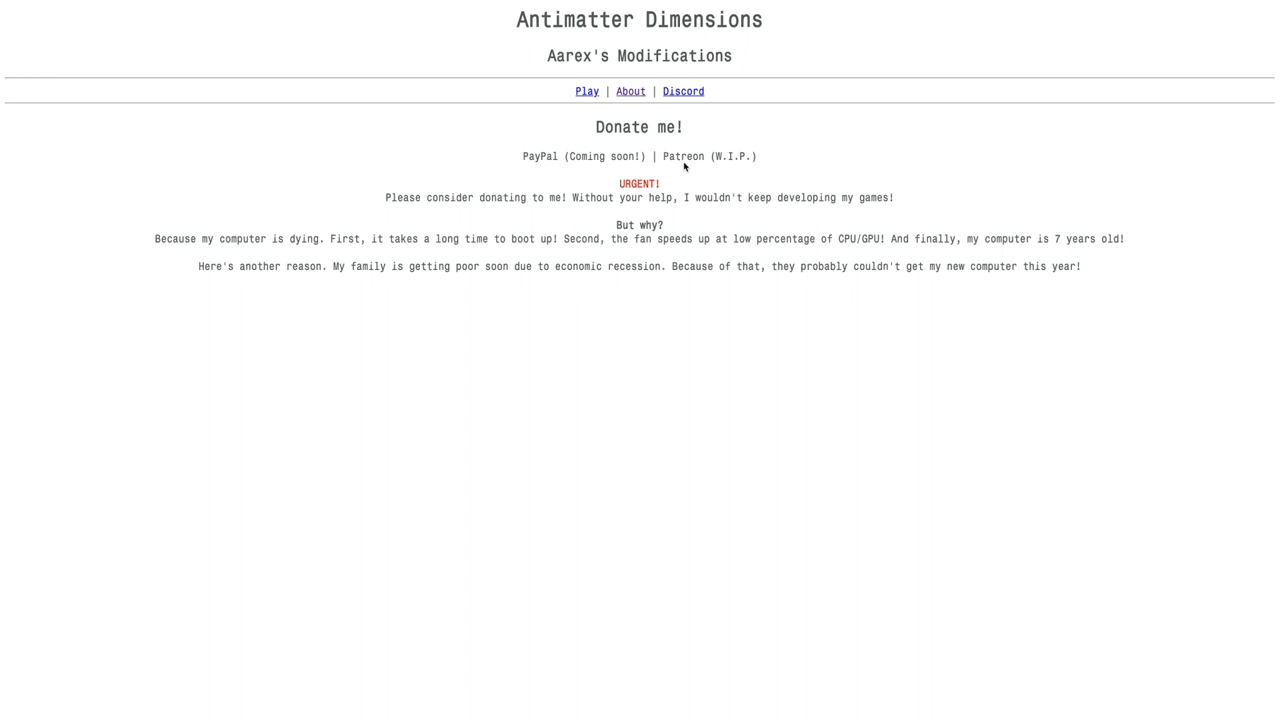 Antimatter Dimensions
Aarex's Modifications
Play | About | Discord
Donate me!
PayPal (Coming soon!) | Patreon (W.I.P.)
URGENT!
Please consider donating to me! Without your help, I wouldn't keep developing my games!
But why?
Because my computer is dying. First, it takes a long time to boot up! Second, the fan speeds up at low percentage of CPU/GPU! And finally, my computer is 7 years old!
Here's another reason. My family is getting poor soon due to economic recession. Because of that, they probably couldn't get my new computer this year!